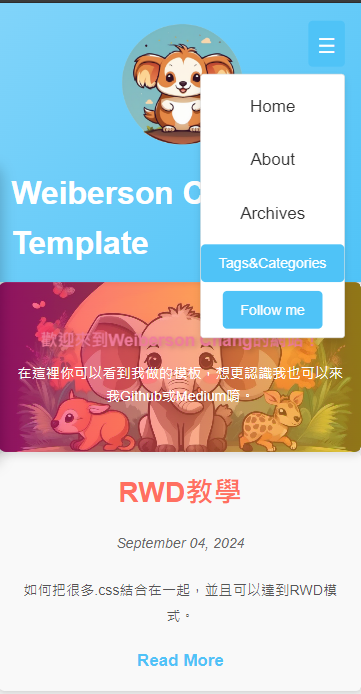 ☰
Home
About
Archives
Tags&Categories
Follow me
Weiberson C
Template
歡迎來到Weiberson
在這裡你可以看到我做的模板，想更認識我也可以來
我Github或Medium唷。
RWD教學
September 04, 2024
如何把很多.css結合在一起，並且可以達到RWD模
式。
Read More